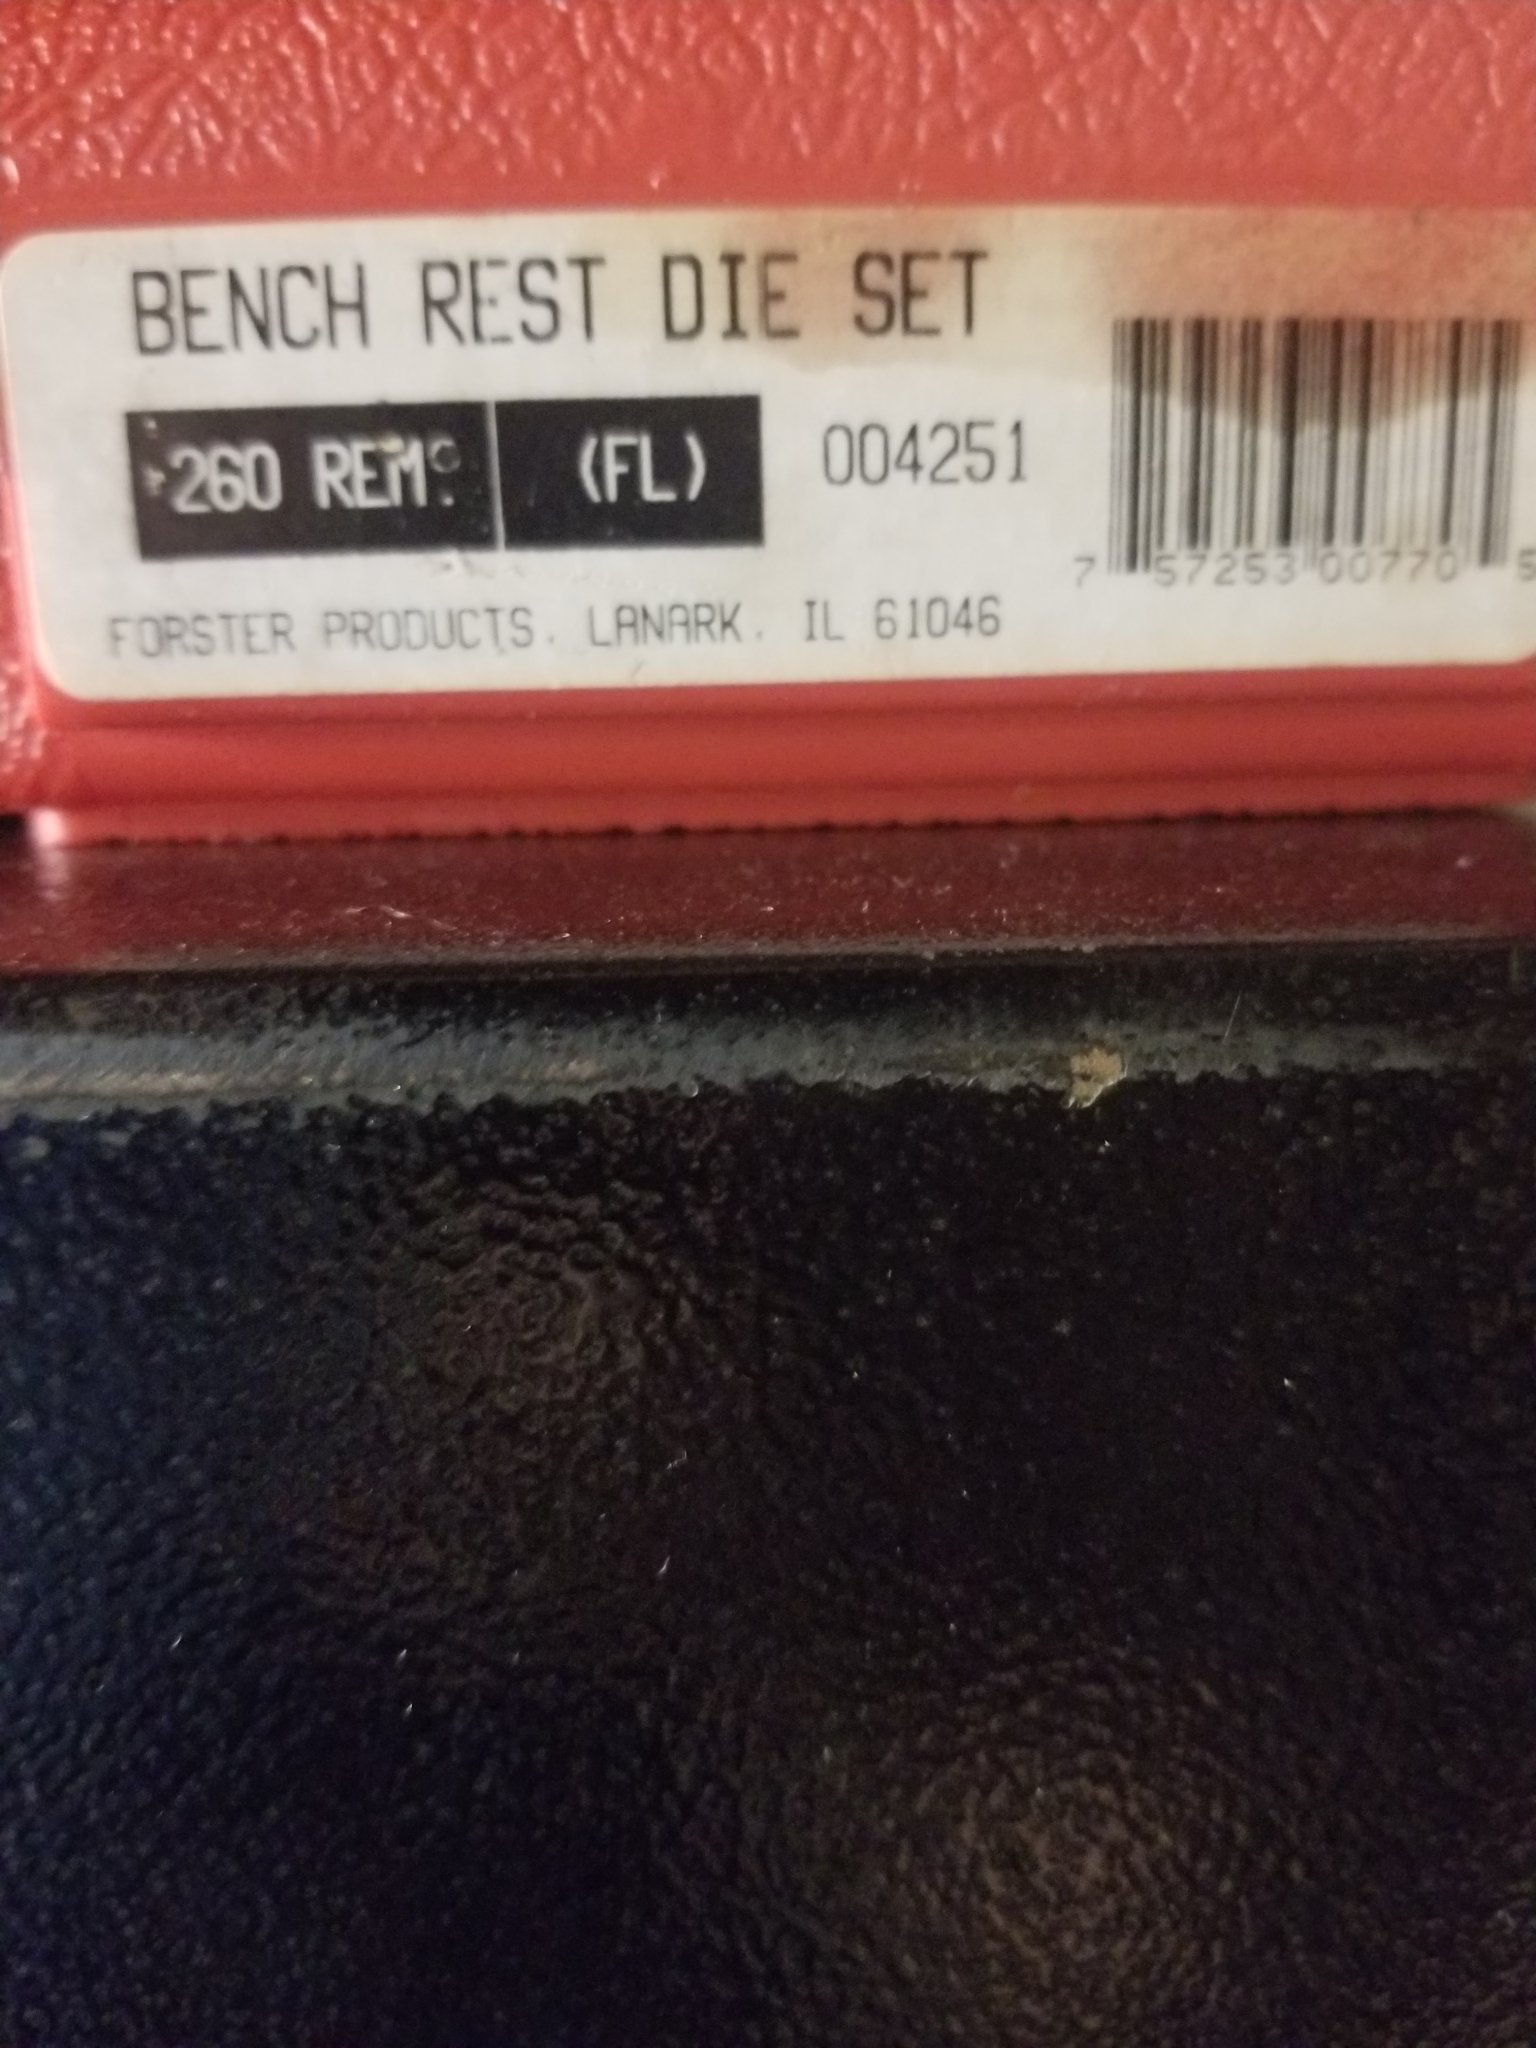 BENCH REST DIE SET
260 REM. (FL) 004251
7 57253 00770 5
FORSTER PRODUCTS. LANARK. IL 61046